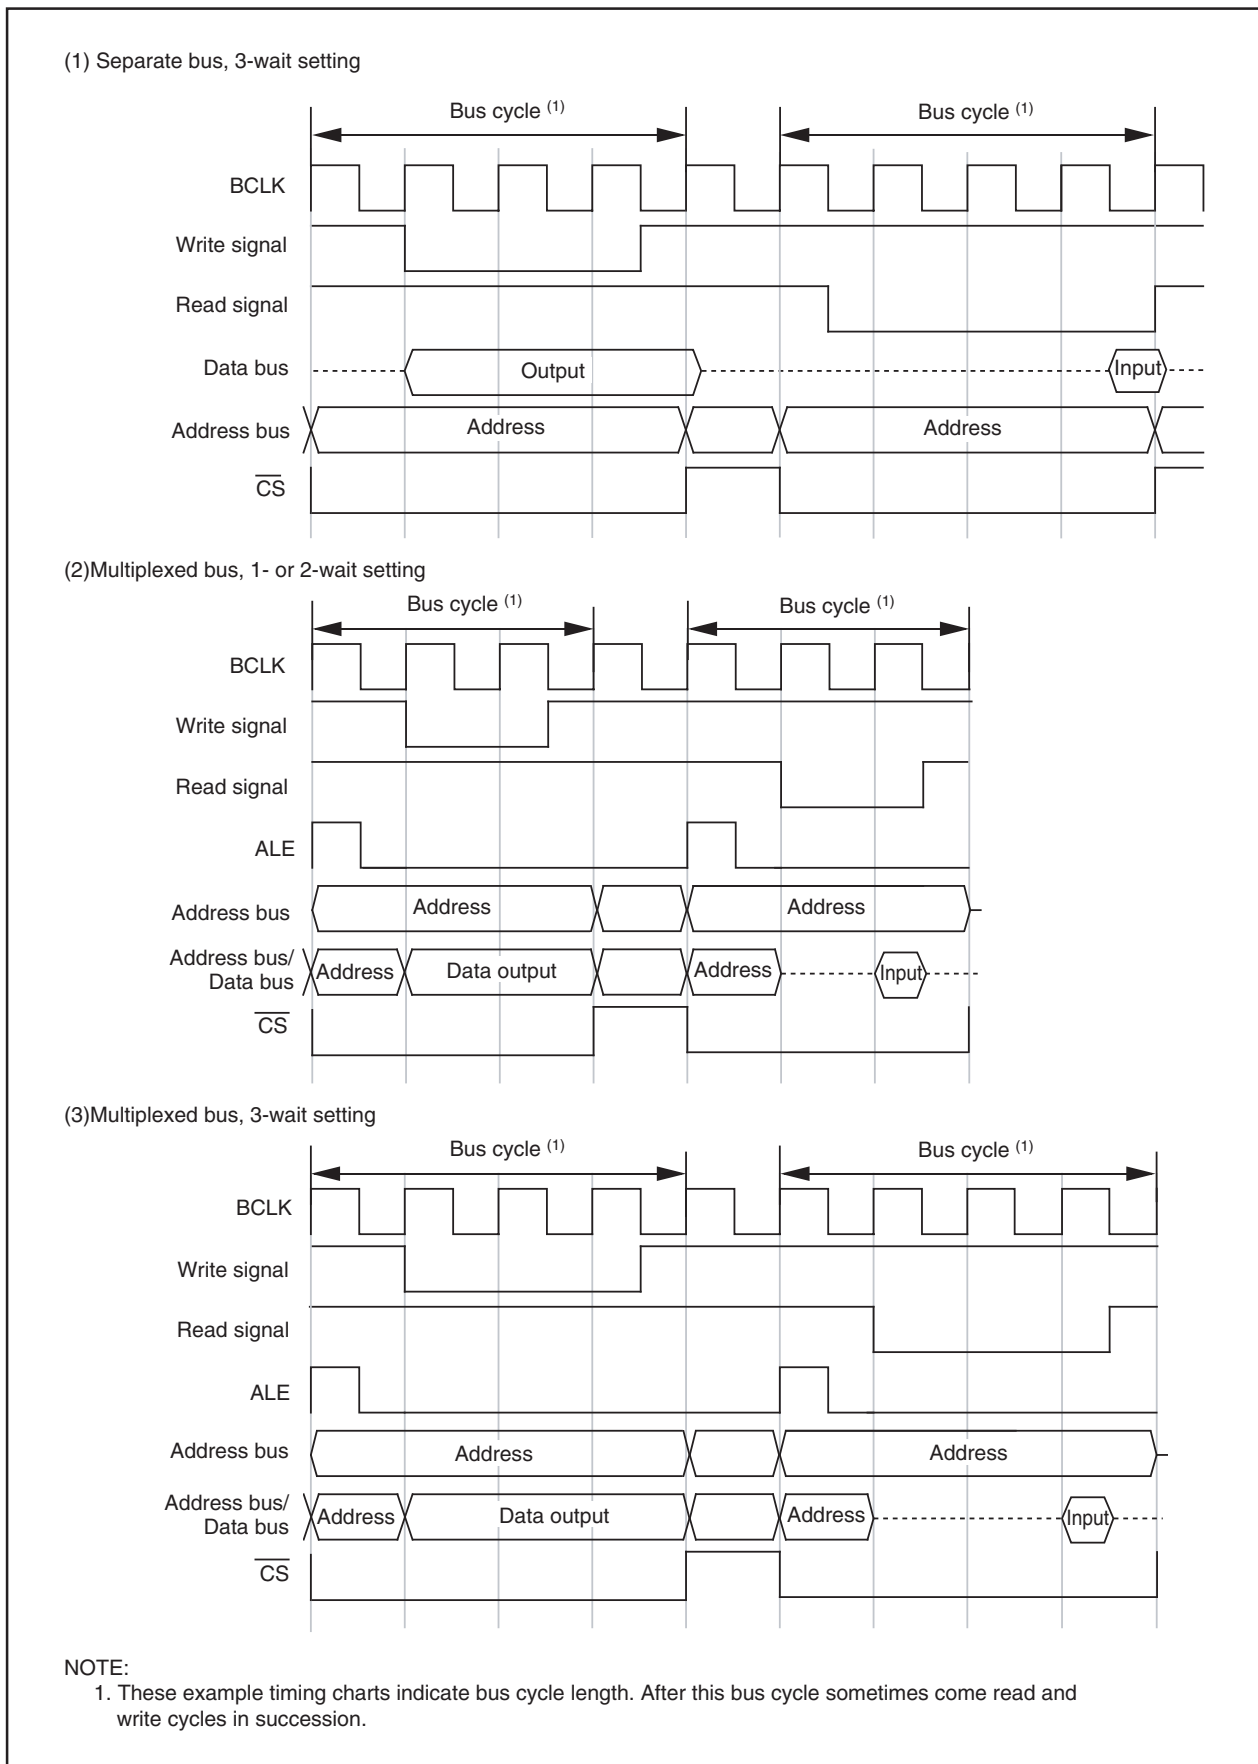 (1) Separate bus, 3-wait setting
Bus cycle (1)
Bus cycle (1)
BCLK
Write signal
Read signal
Data bus
Output
Input
Address bus
Address
Address
CS
(2)Multiplexed bus, 1- or 2-wait setting
Bus cycle (1)
Bus cycle (1)
BCLK
Write signal
Read signal
ALE
Address bus
Address
Address
Address bus/
Data bus
Address
Data output
Address
Input
CS
(3)Multiplexed bus, 3-wait setting
Bus cycle (1)
Bus cycle (1)
BCLK
Write signal
Read signal
ALE
Address bus
Address
Address
Address bus/
Data bus
Address
Data output
Address
Input
CS
NOTE:
1. These example timing charts indicate bus cycle length. After this bus cycle sometimes come read and
write cycles in succession.